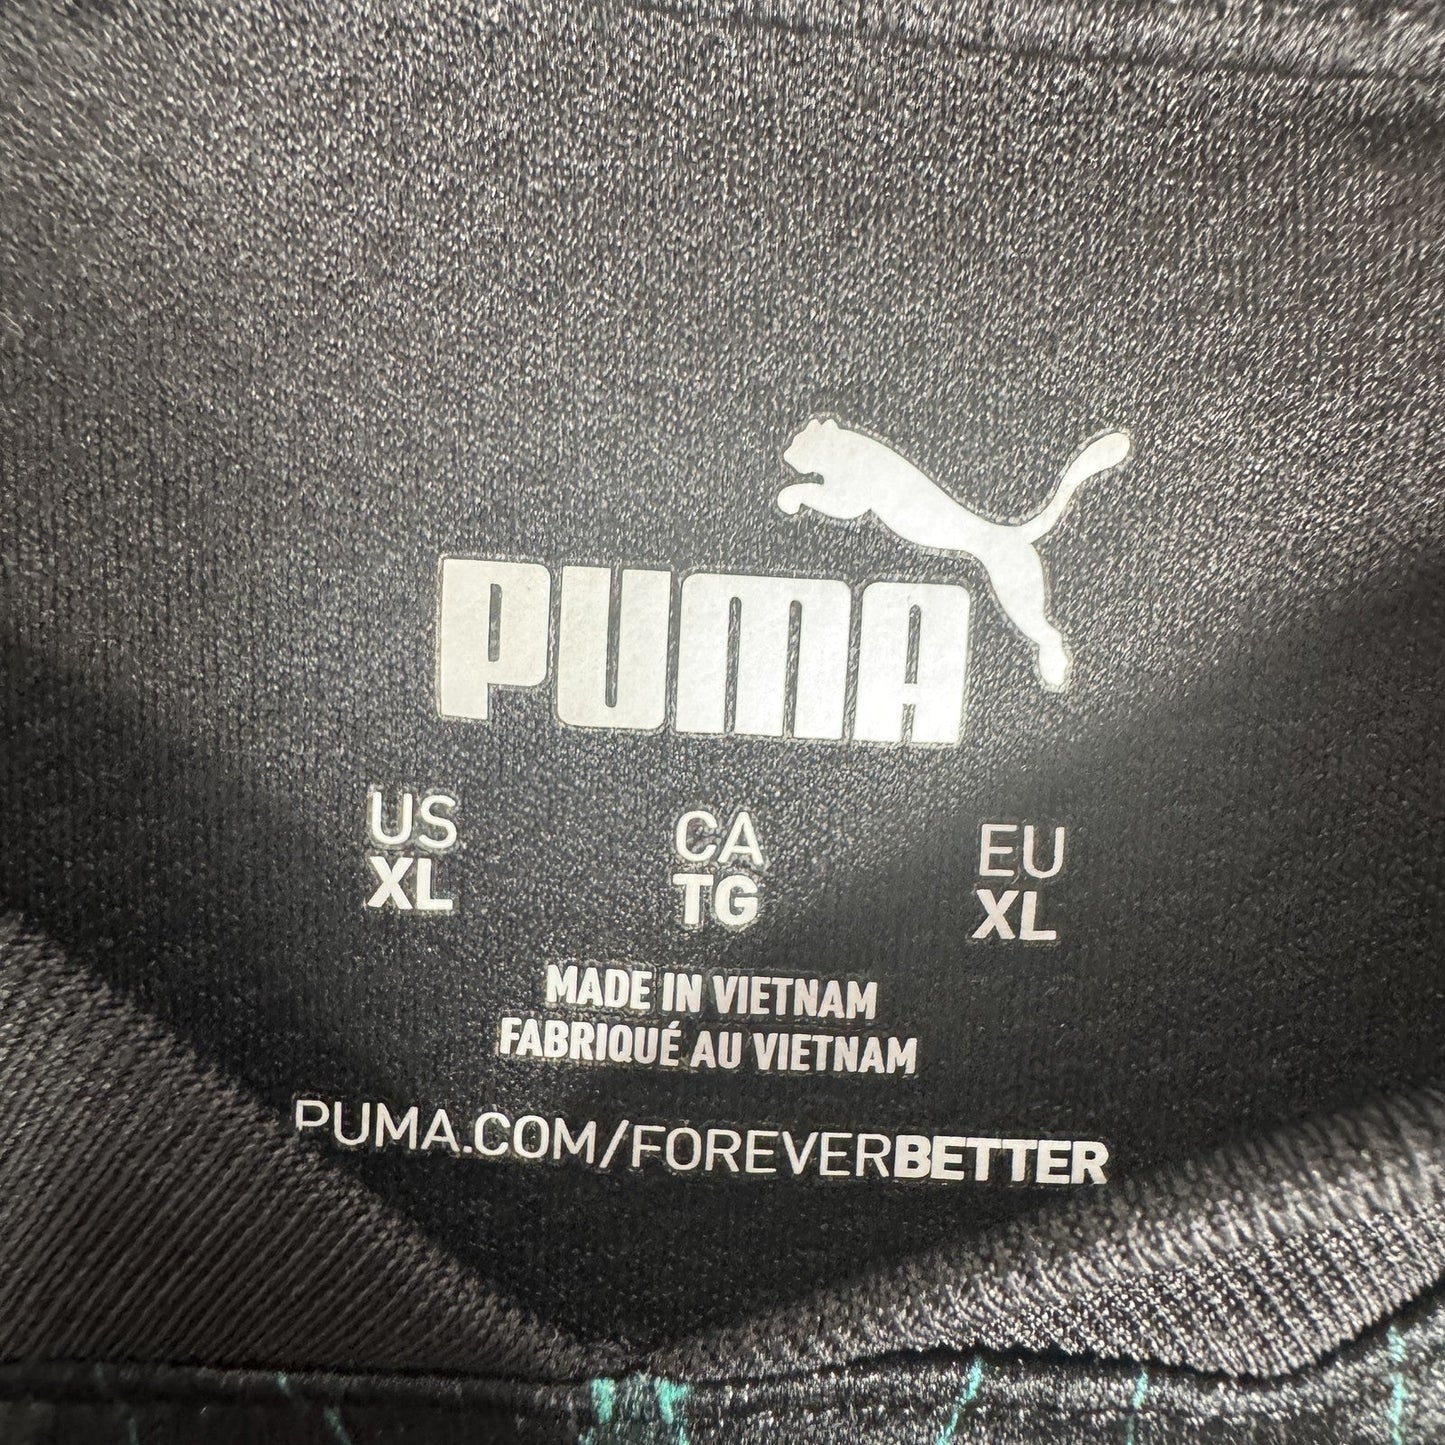 PUMA
US CA EU
XL TG XL
MADE IN VIETNAM
FABRIQUÉ AU VIETNAM
PUMA.COM/FOREVERBETTER